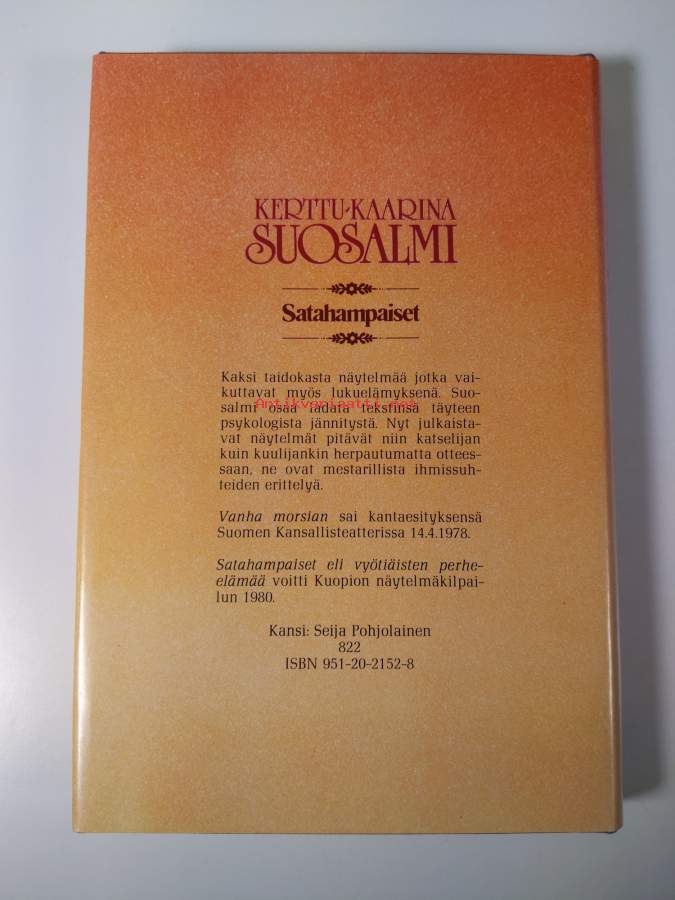 KERTTU-KAARINA
SUOSALMI
Satahampaiset
Kaksi taidokasta näytelmää jotka vai-
kuttavat myös lukuelämyksenä. Suo-
Antikvariaatti.net
salmi osaa ladata tekstinsä täyteen
psykologista jännitystä. Nyt julkaista-
vat näytelmät pitävät niin katselijan
kuin kuulijankin herpautumatta ottees-
saan, ne ovat mestarillista ihmissuh-
teiden erittelyä.
Vanha morsian sai kantaesityksensä
Suomen Kansallisteatterissa 14.4.1978.
Satahampaiset eli vyötiäisten perhe-
elämää voitti Kuopion näytelmäkilpai-
lun 1980.
Kansi: Seija Pohjolainen
822
ISBN 951-20-2152-8